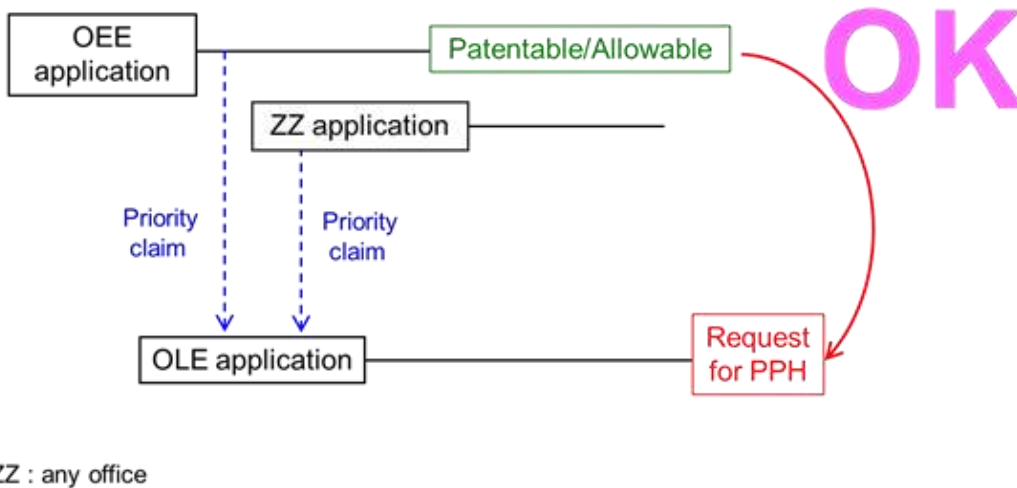 OEE
application
Patentable/Allowable
OK
ZZ application
Priority
claim
Priority
claim
OLE application
Request
for PPH
ZZ : any office